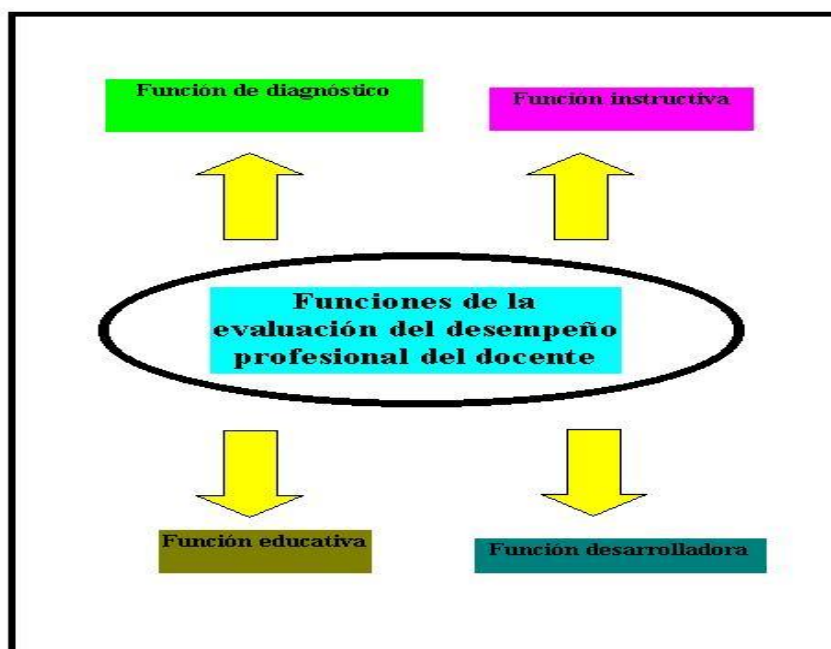 Función de diagnóstico
Función instructiva
Funciones de la
evaluación del desempeño
profesional del docente
Función educativa
Función desarrolladora